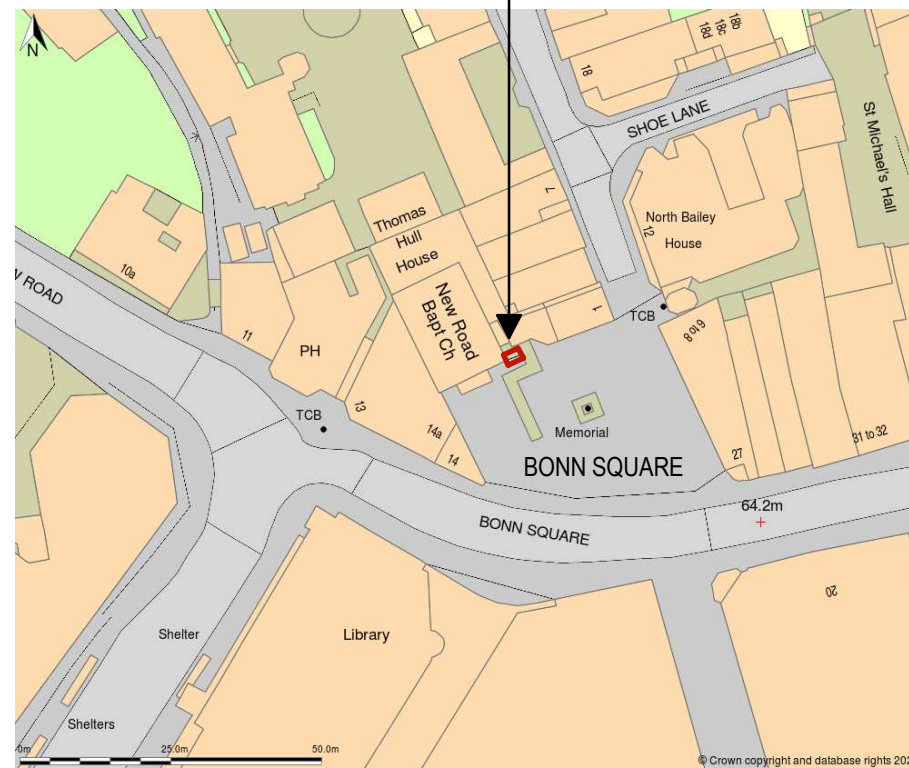 N
18
18d
18c
18b
SHOE LANE
St Michael's Hall
7
Thomas
Hull
House
North Bailey
House
12
10a
W ROAD
New Road
Bapt Ch
1
TCB
6 to 8
11
PH
13
TCB
14a
14
Memorial
BONN SQUARE
27
31 to 32
BONN SQUARE
64.2m
20
Shelter
Library
Shelters
0m
25.0m
50.0m
© Crown copyright and database rights 202